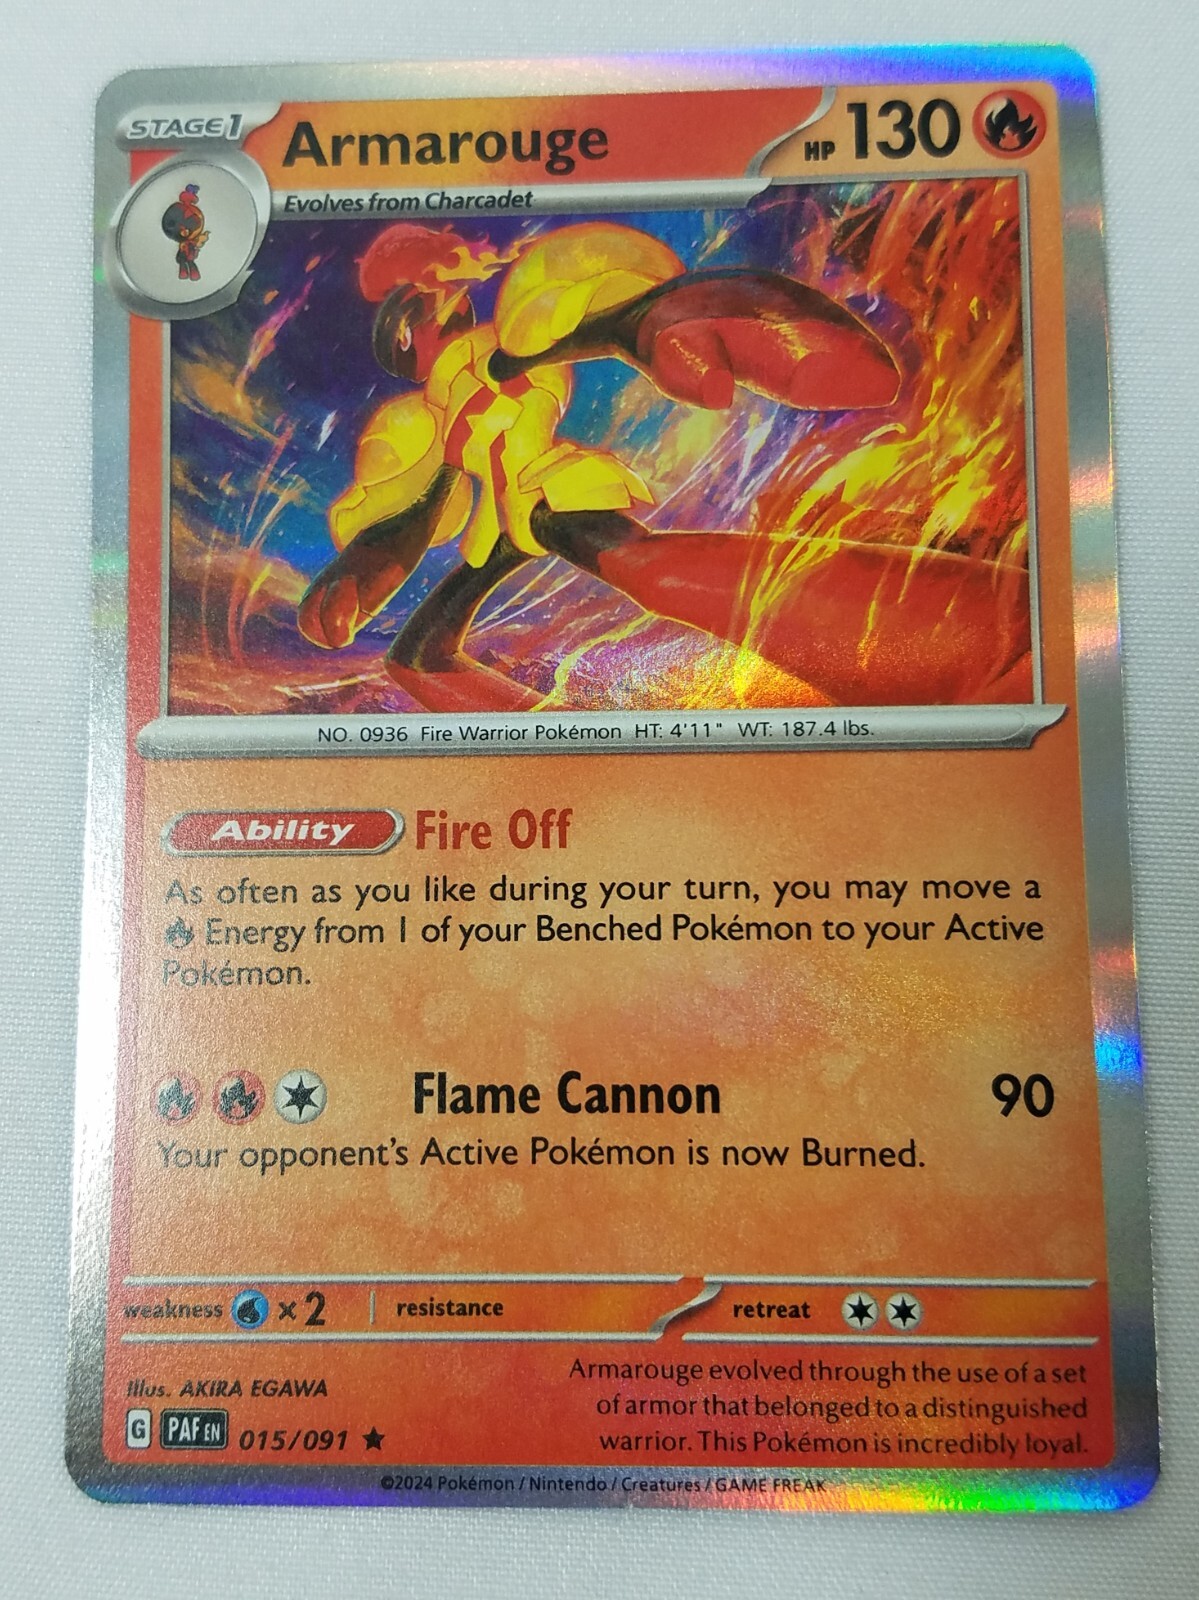 STAGE 1
Armarouge
HP 130
Evolves from Charcadet
NO. 0936 Fire Warrior Pokémon HT: 4'11" WT: 187.4 lbs.
Ability Fire Off
As often as you like during your turn, you may move a
Energy from 1 of your Benched Pokémon to your Active
Pokémon.
Flame Cannon 90
Your opponent's Active Pokémon is now Burned.
weakness x2 resistance retreat
Illus. AKIRA EGAWA
G PAF EN 015/091 ★
Armarouge evolved through the use of a set
of armor that belonged to a distinguished
warrior. This Pokémon is incredibly loyal.
©2024 Pokémon / Nintendo / Creatures / GAME FREAK